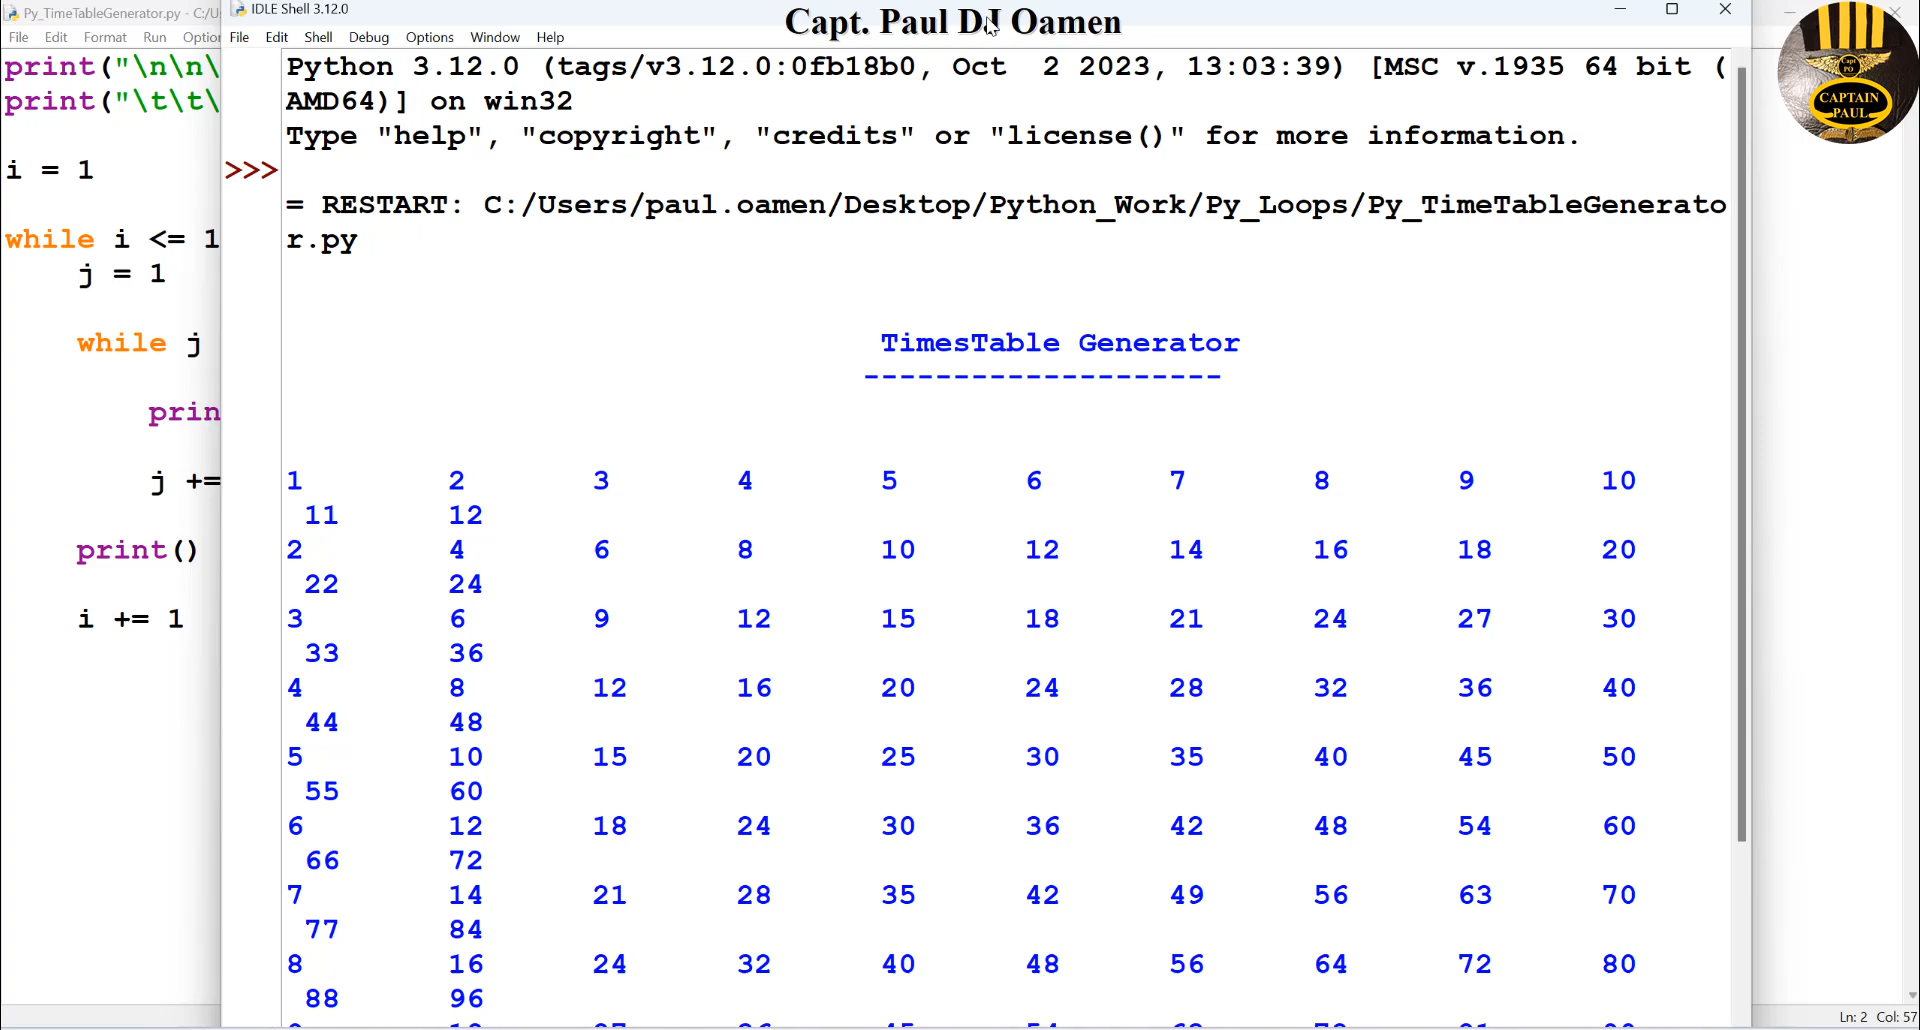 Py_TimeTableGenerator.py - C:/U
IDLE Shell 3.12.0
Capt. Paul DJ Oamen
File Edit Format Run Option
File Edit Shell Debug Options Window Help
print("\n\n\
print("\t\t\
i = 1
while i <= 1
j = 1
while j
prin
j +=
print()
i += 1
Python 3.12.0 (tags/v3.12.0:0fb18b0, Oct 2 2023, 13:03:39) [MSC v.1935 64 bit (
AMD64)] on win32
Type "help", "copyright", "credits" or "license()" for more information.
>>>
= RESTART: C:/Users/paul.oamen/Desktop/Python_Work/Py_Loops/Py_TimeTableGenerato
r.py
TimesTable Generator
--------------------
1 2 3 4 5 6 7 8 9 10
11 12
2 4 6 8 10 12 14 16 18 20
22 24
3 6 9 12 15 18 21 24 27 30
33 36
4 8 12 16 20 24 28 32 36 40
44 48
5 10 15 20 25 30 35 40 45 50
55 60
6 12 18 24 30 36 42 48 54 60
66 72
7 14 21 28 35 42 49 56 63 70
77 84
8 16 24 32 40 48 56 64 72 80
88 96
Capt
PO
CAPTAIN
PAUL
Ln: 2 Col: 57